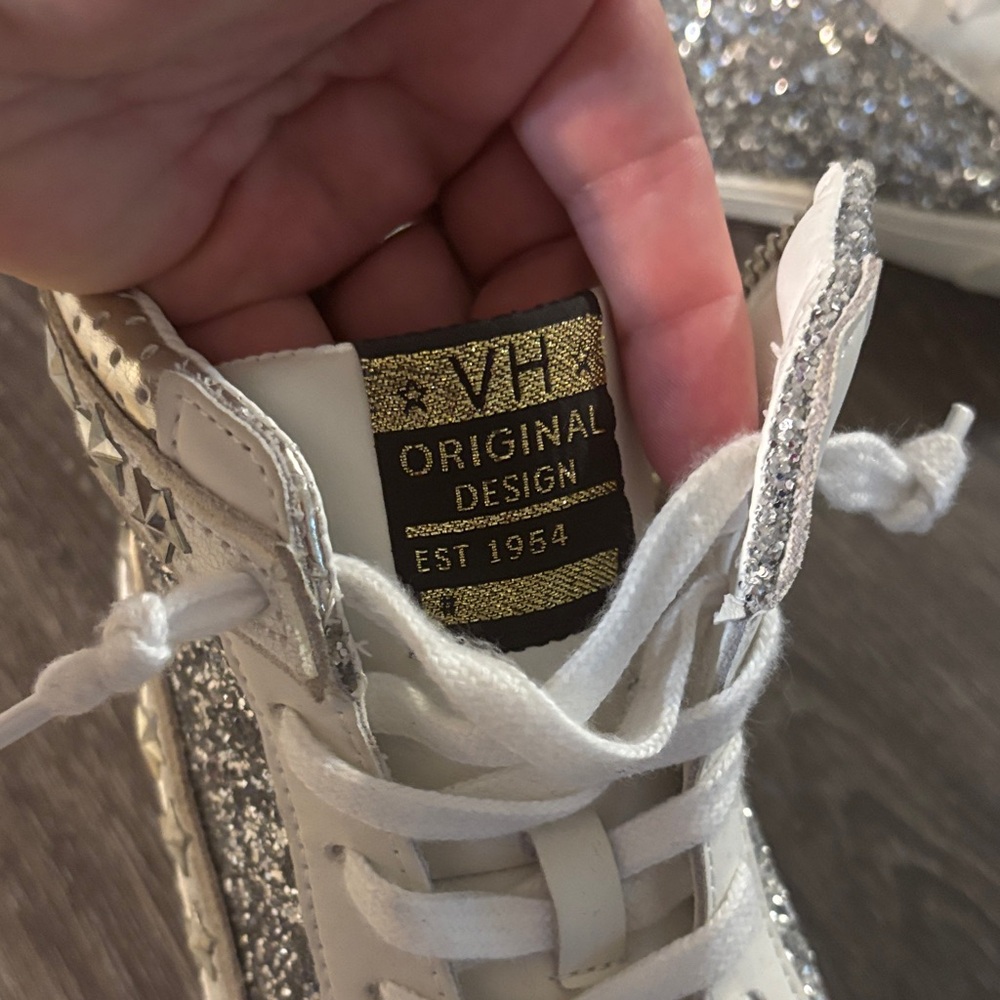 VH
ORIGINAL
DESIGN
EST 1954